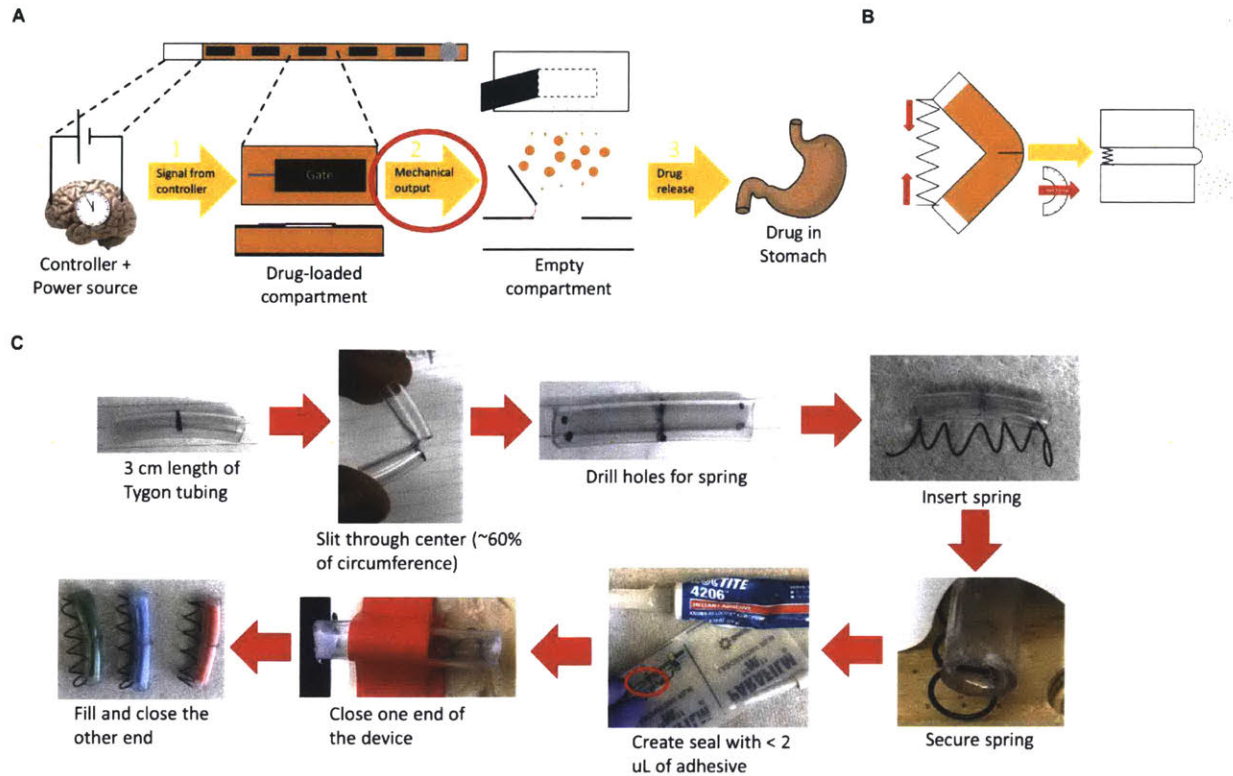 A
B
1
Signal from
controller
Gate
2
Mechanical
output
3
Drug
release
Controller +
Power source
Drug-loaded
compartment
Empty
compartment
Drug in
Stomach
C
3 cm length of
Tygon tubing
Slit through center (~60%
of circumference)
Drill holes for spring
Insert spring
Secure spring
4206
Create seal with < 2
uL of adhesive
Close one end of
the device
Fill and close the
other end